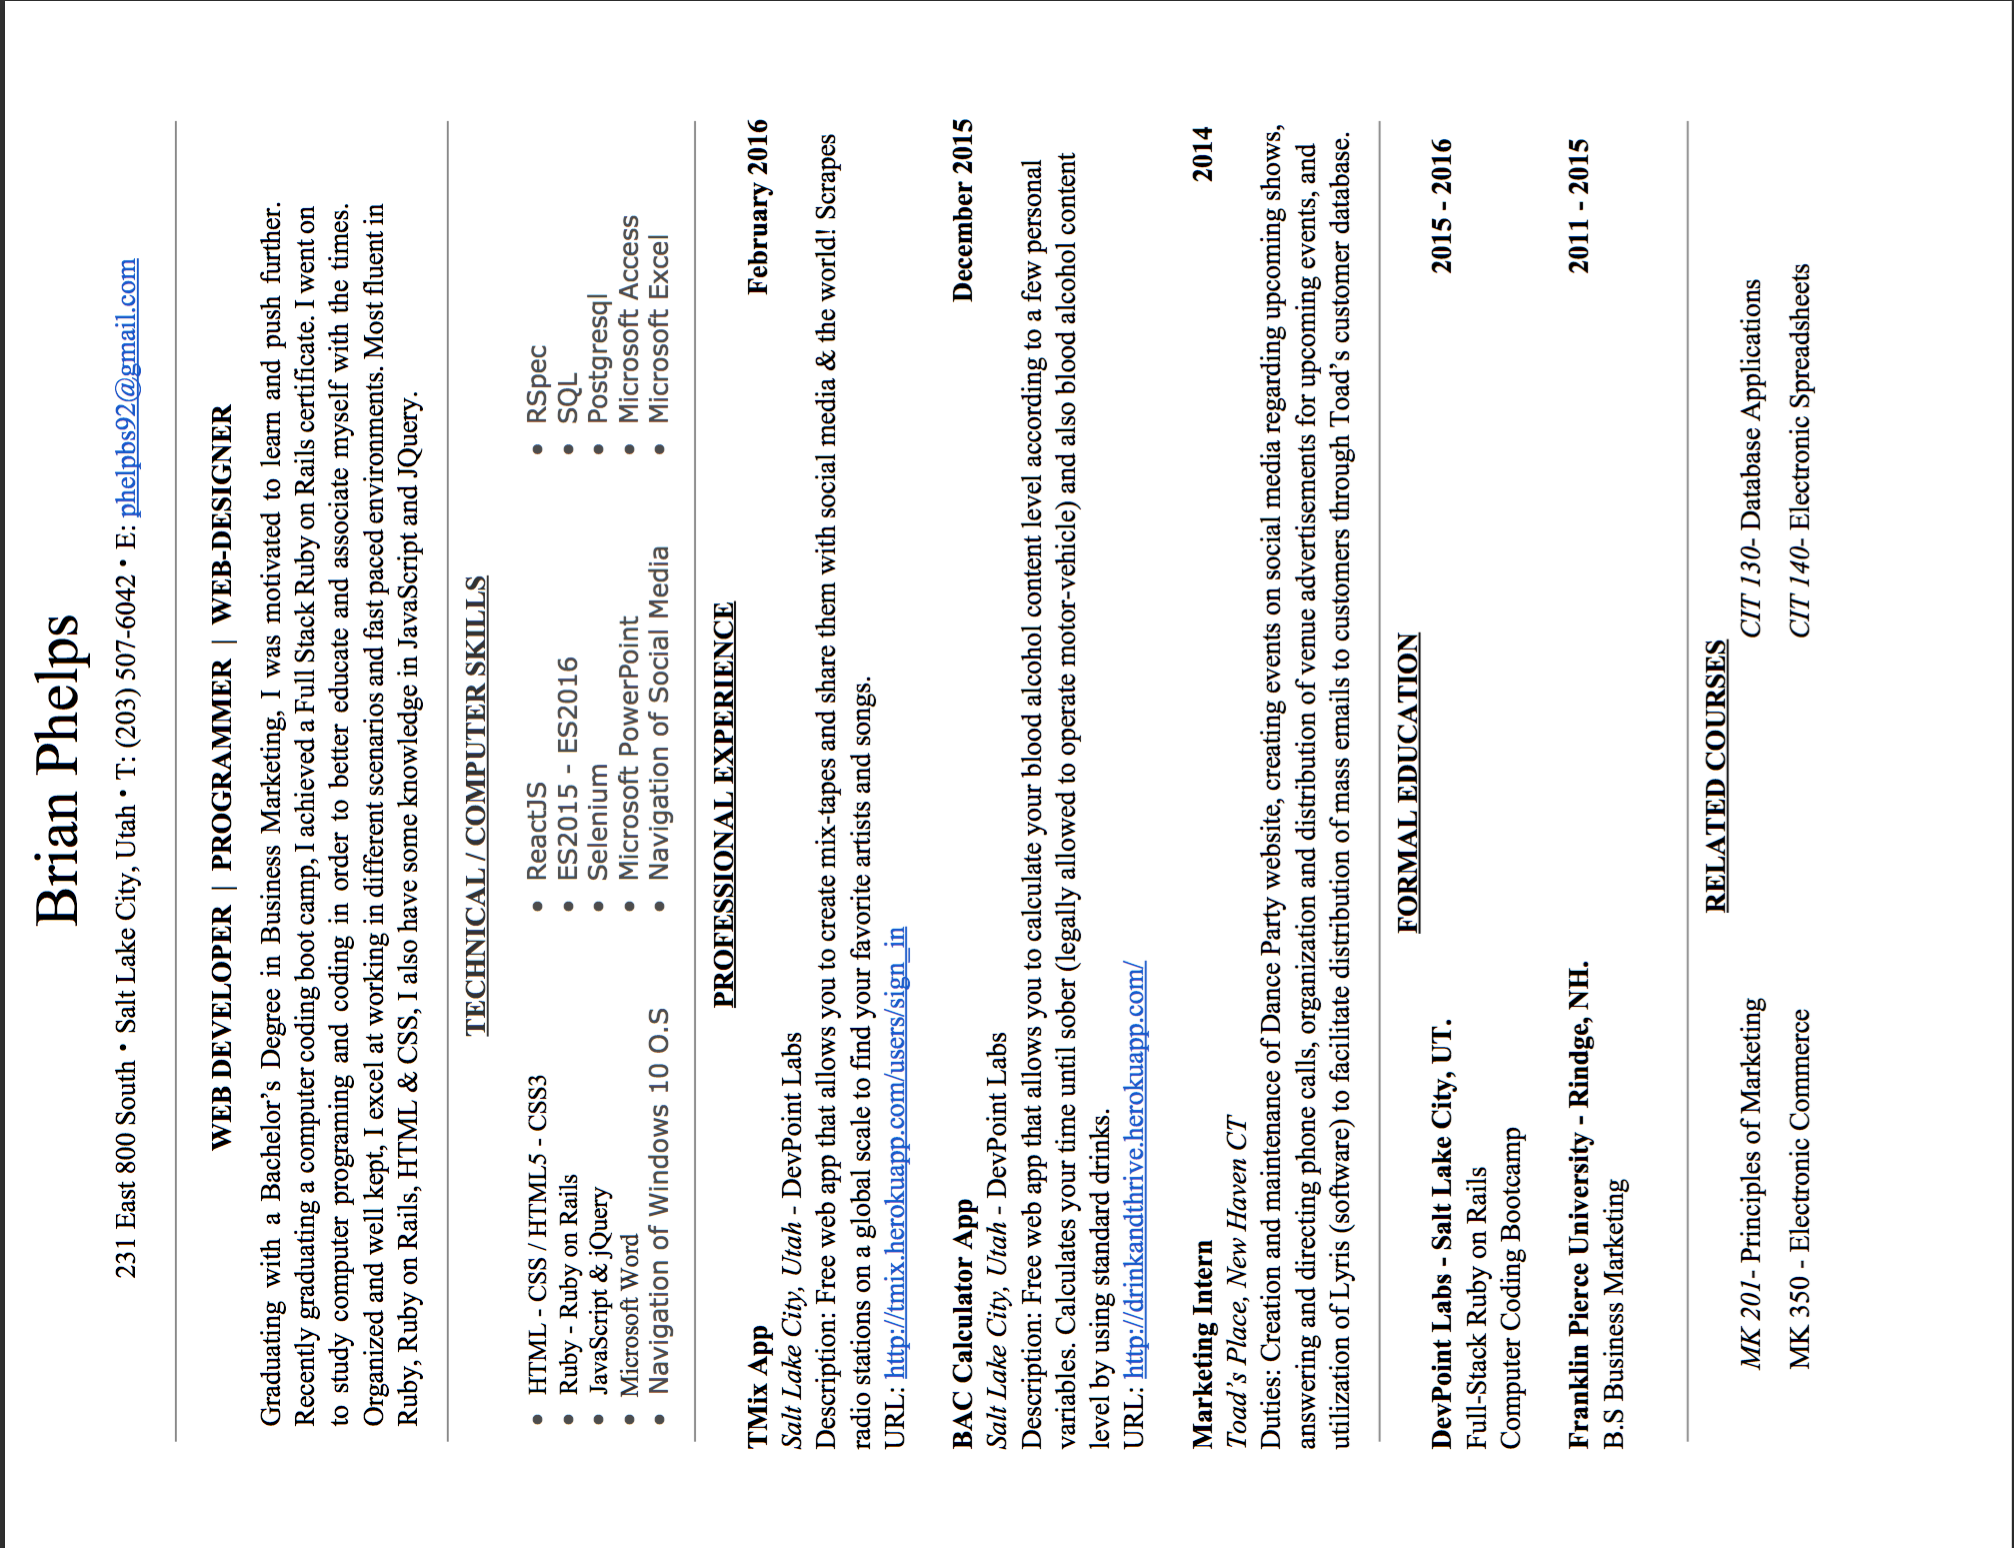 Brian Phelps
231 East 800 South • Salt Lake City, Utah • T: (203) 507-6042 • E: phelpbs92@gmail.com
WEB DEVELOPER | PROGRAMMER | WEB-DESIGNER
Graduating with a Bachelor's Degree in Business Marketing, I was motivated to learn and push further.
Recently graduating a computer coding boot camp, I achieved a Full Stack Ruby on Rails certificate. I went on
to study computer programing and coding in order to better educate and associate myself with the times.
Organized and well kept, I excel at working in different scenarios and fast paced environments. Most fluent in
Ruby, Ruby on Rails, HTML & CSS, I also have some knowledge in JavaScript and JQuery.
TECHNICAL / COMPUTER SKILLS
• HTML - CSS / HTML5 - CSS3
• Ruby - Ruby on Rails
• JavaScript & jQuery
• Microsoft Word
• Navigation of Windows 10 O.S
• ReactJS
• ES2015 - ES2016
• Selenium
• Microsoft PowerPoint
• Navigation of Social Media
• RSpec
• SQL
• Postgresql
• Microsoft Access
• Microsoft Excel
PROFESSIONAL EXPERIENCE
TMix App February 2016
Salt Lake City, Utah - DevPoint Labs
Description: Free web app that allows you to create mix-tapes and share them with social media & the world! Scrapes
radio stations on a global scale to find your favorite artists and songs.
URL: http://tmix.herokuapp.com/users/sign_in
BAC Calculator App December 2015
Salt Lake City, Utah - DevPoint Labs
Description: Free web app that allows you to calculate your blood alcohol content level according to a few personal
variables. Calculates your time until sober (legally allowed to operate motor-vehicle) and also blood alcohol content
level by using standard drinks.
URL: http://drinkandthrive.herokuapp.com/
Marketing Intern 2014
Toad's Place, New Haven CT
Duties: Creation and maintenance of Dance Party website, creating events on social media regarding upcoming shows,
answering and directing phone calls, organization and distribution of venue advertisements for upcoming events, and
utilization of Lyris (software) to facilitate distribution of mass emails to customers through Toad's customer database.
FORMAL EDUCATION
DevPoint Labs - Salt Lake City, UT. 2015 - 2016
Full-Stack Ruby on Rails
Computer Coding Bootcamp
Franklin Pierce University - Rindge, NH. 2011 - 2015
B.S Business Marketing
RELATED COURSES
MK 201- Principles of Marketing CIT 130- Database Applications
MK 350 - Electronic Commerce CIT 140- Electronic Spreadsheets